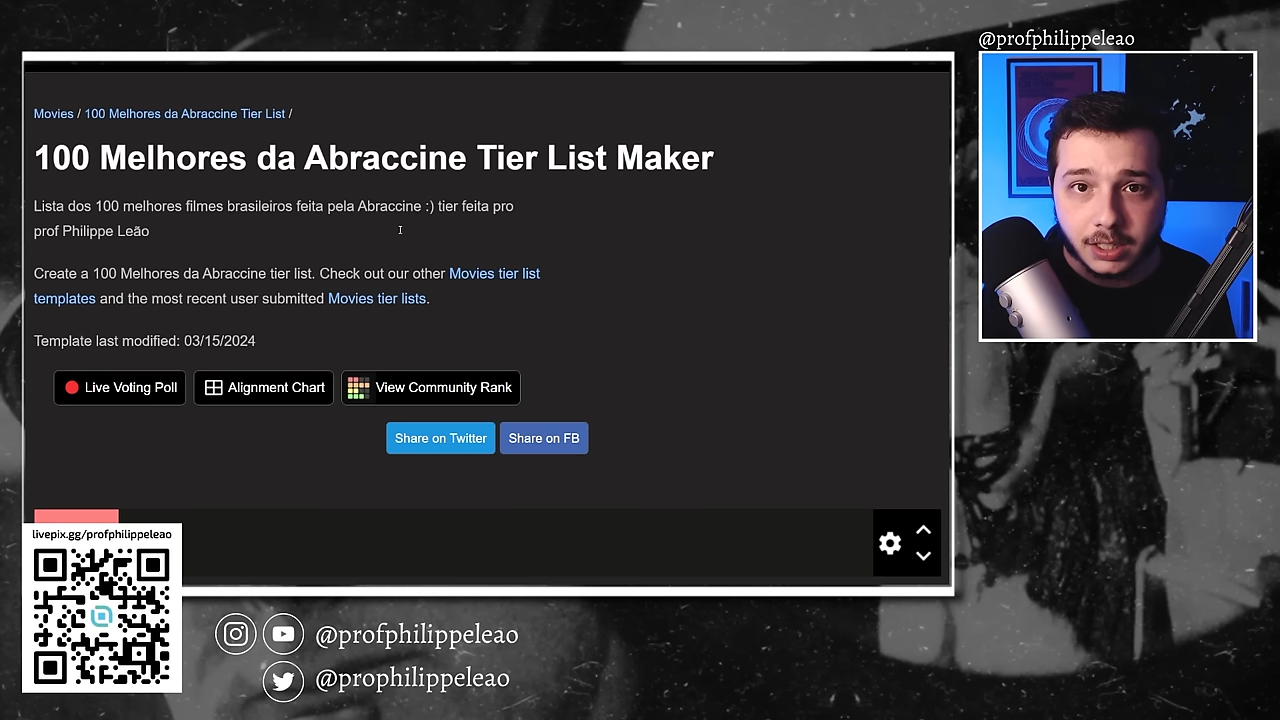 @profphilippeleao
Movies / 100 Melhores da Abraccine Tier List /
100 Melhores da Abraccine Tier List Maker
Lista dos 100 melhores filmes brasileiros feita pela Abraccine :) tier feita pro
prof Philippe Leão
Create a 100 Melhores da Abraccine tier list. Check out our other Movies tier list
templates and the most recent user submitted Movies tier lists.
Template last modified: 03/15/2024
Live Voting Poll
Alignment Chart
View Community Rank
Share on Twitter
Share on FB
livepix.gg/profphilippeleao
@profphilippeleao
@prophilippeleao